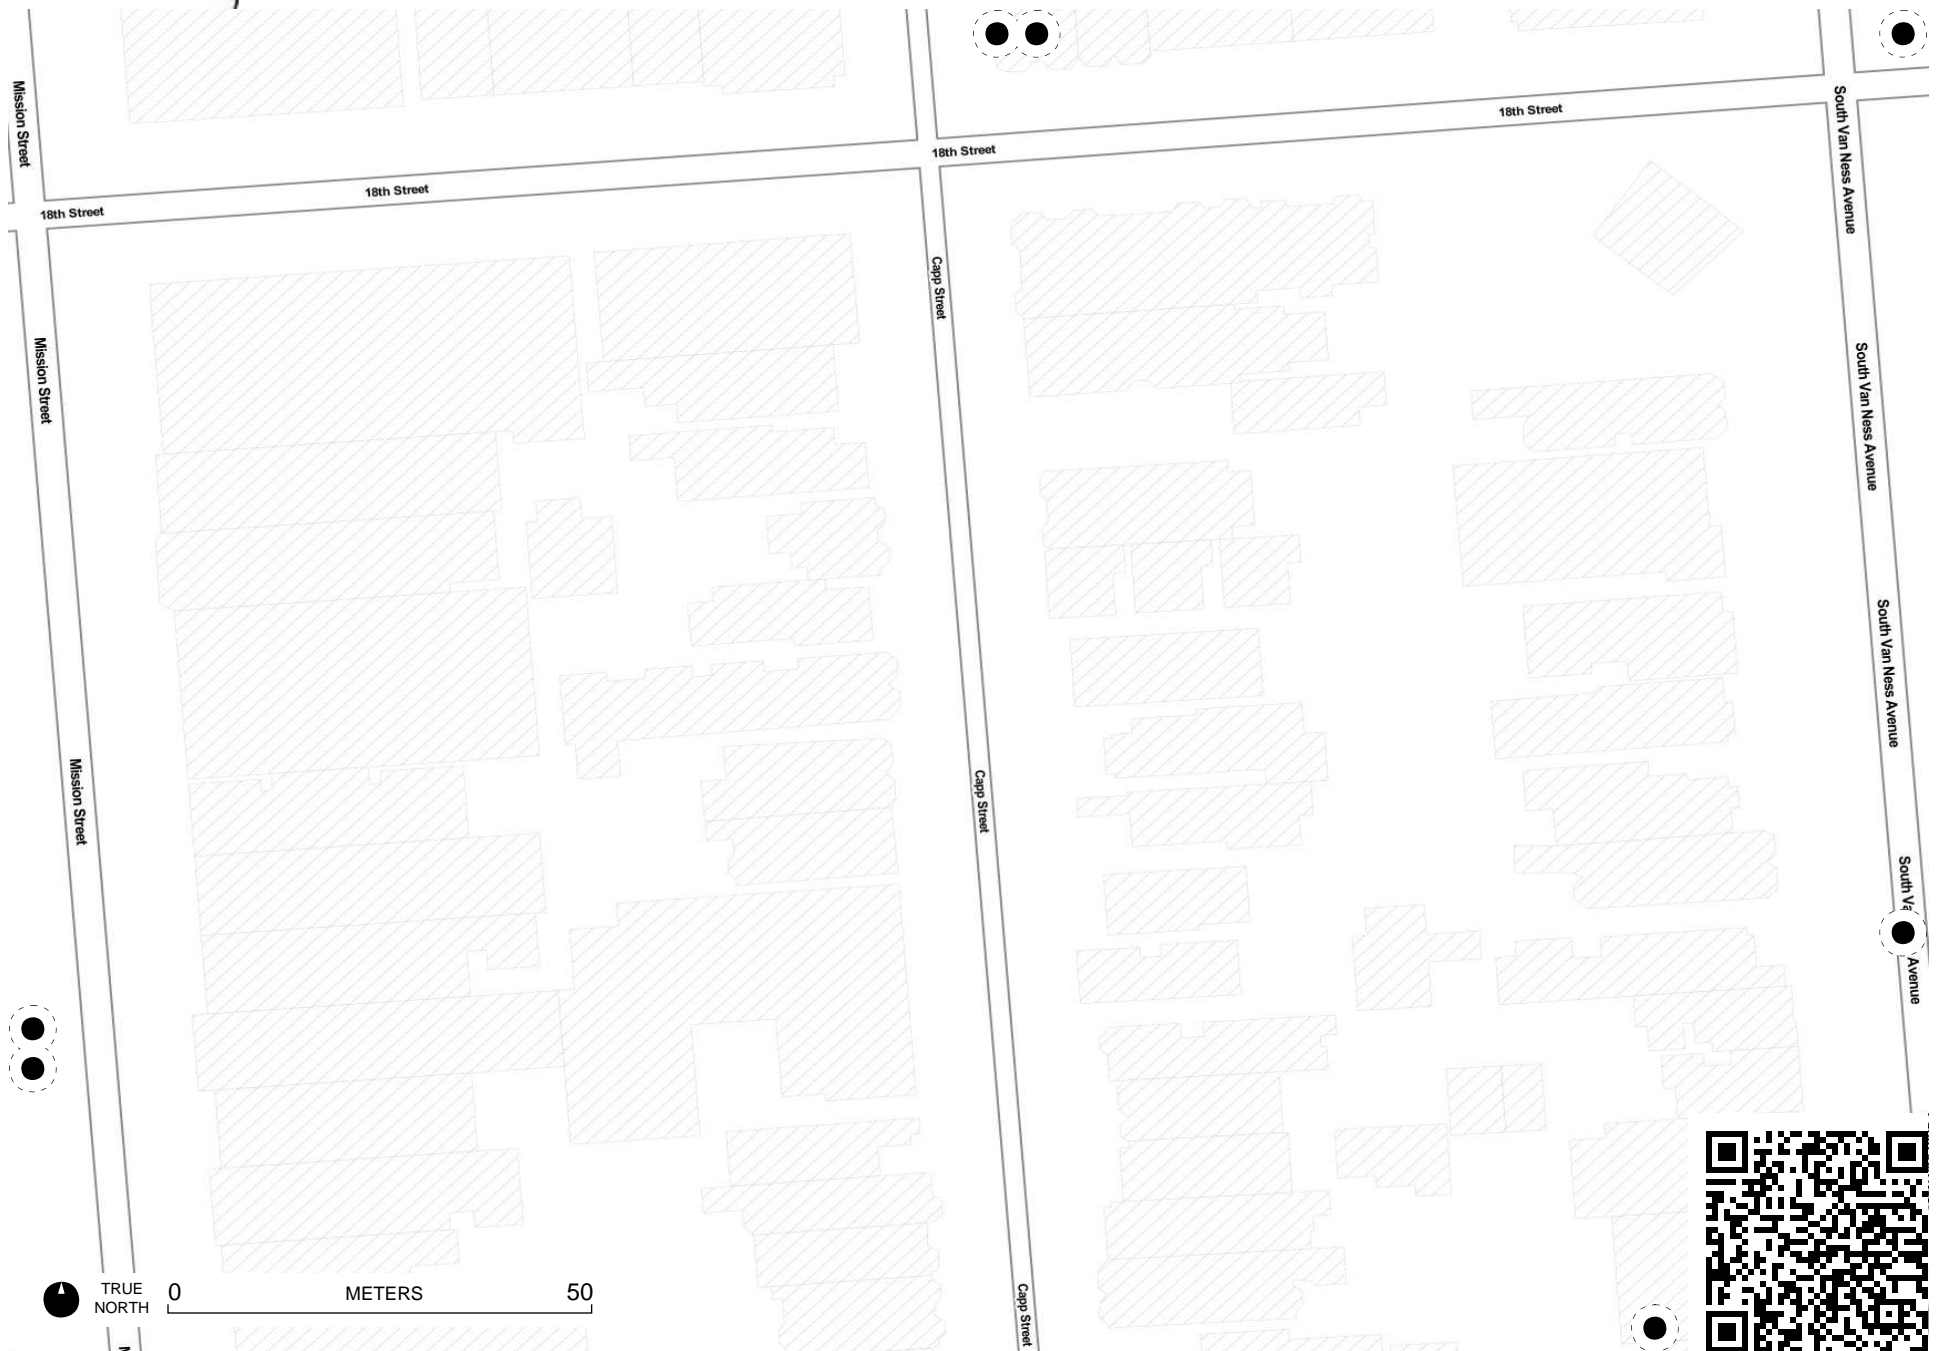 Mission Street
18th Street
South Van Ness Avenue
18th Street
18th Street
18th Street
Capp Street
Mission Street
South Van Ness Avenue
South Van Ness Avenue
Mission Street
Capp Street
South Va
Avenue
Capp Street
TRUE
NORTH
0 METERS 50